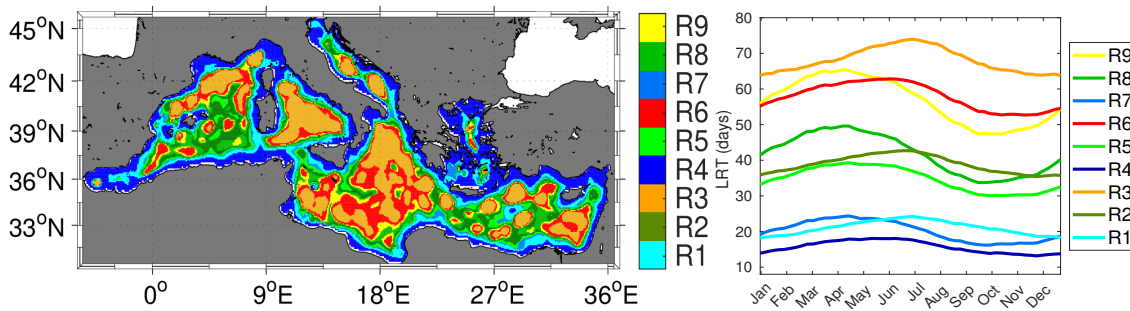 45°N
42°N
39°N
36°N
33°N
0°
9°E
18°E
27°E
36°E
R9
R8
R7
R6
R5
R4
R3
R2
R1
LRT (days)
80
70
60
50
40
30
20
10
Jan
Feb
Mar
Apr
May
Jun
Jul
Aug
Sep
Oct
Nov
Dec
R9
R8
R7
R6
R5
R4
R3
R2
R1